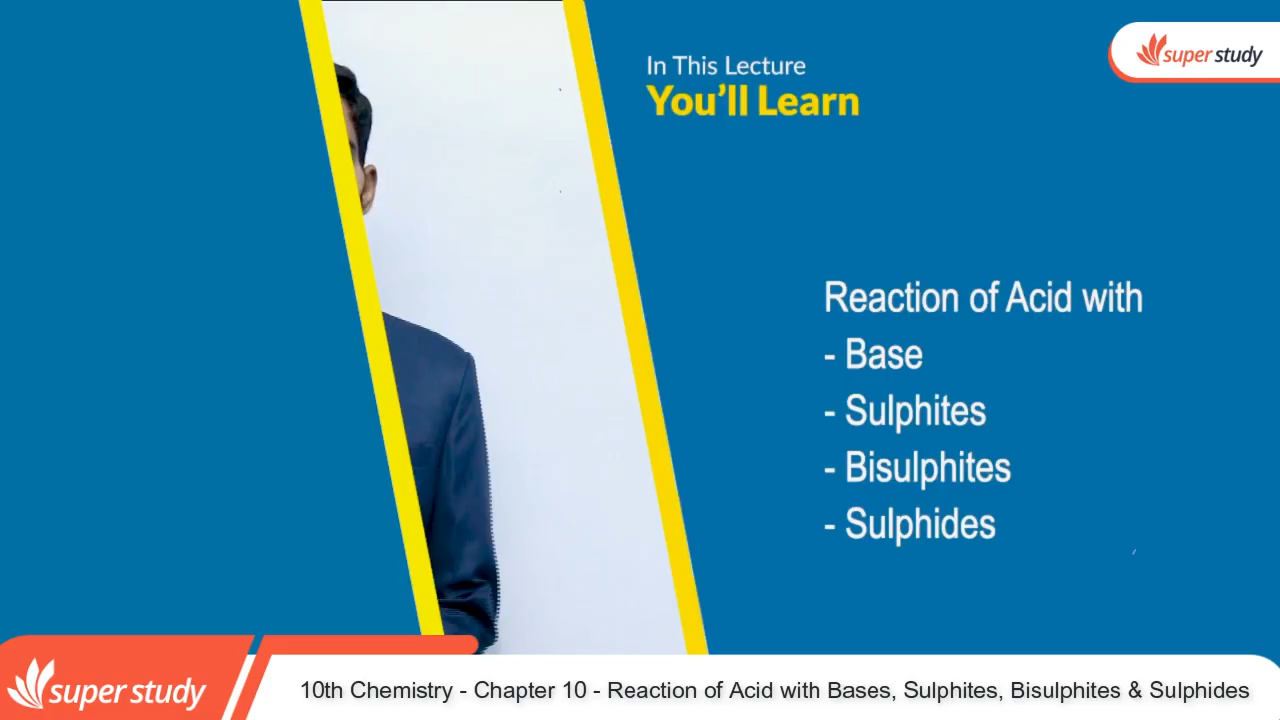 super study
In This Lecture
You'll Learn
Reaction of Acid with
- Base
- Sulphites
- Bisulphites
- Sulphides
super study
10th Chemistry - Chapter 10 - Reaction of Acid with Bases, Sulphites, Bisulphites & Sulphides